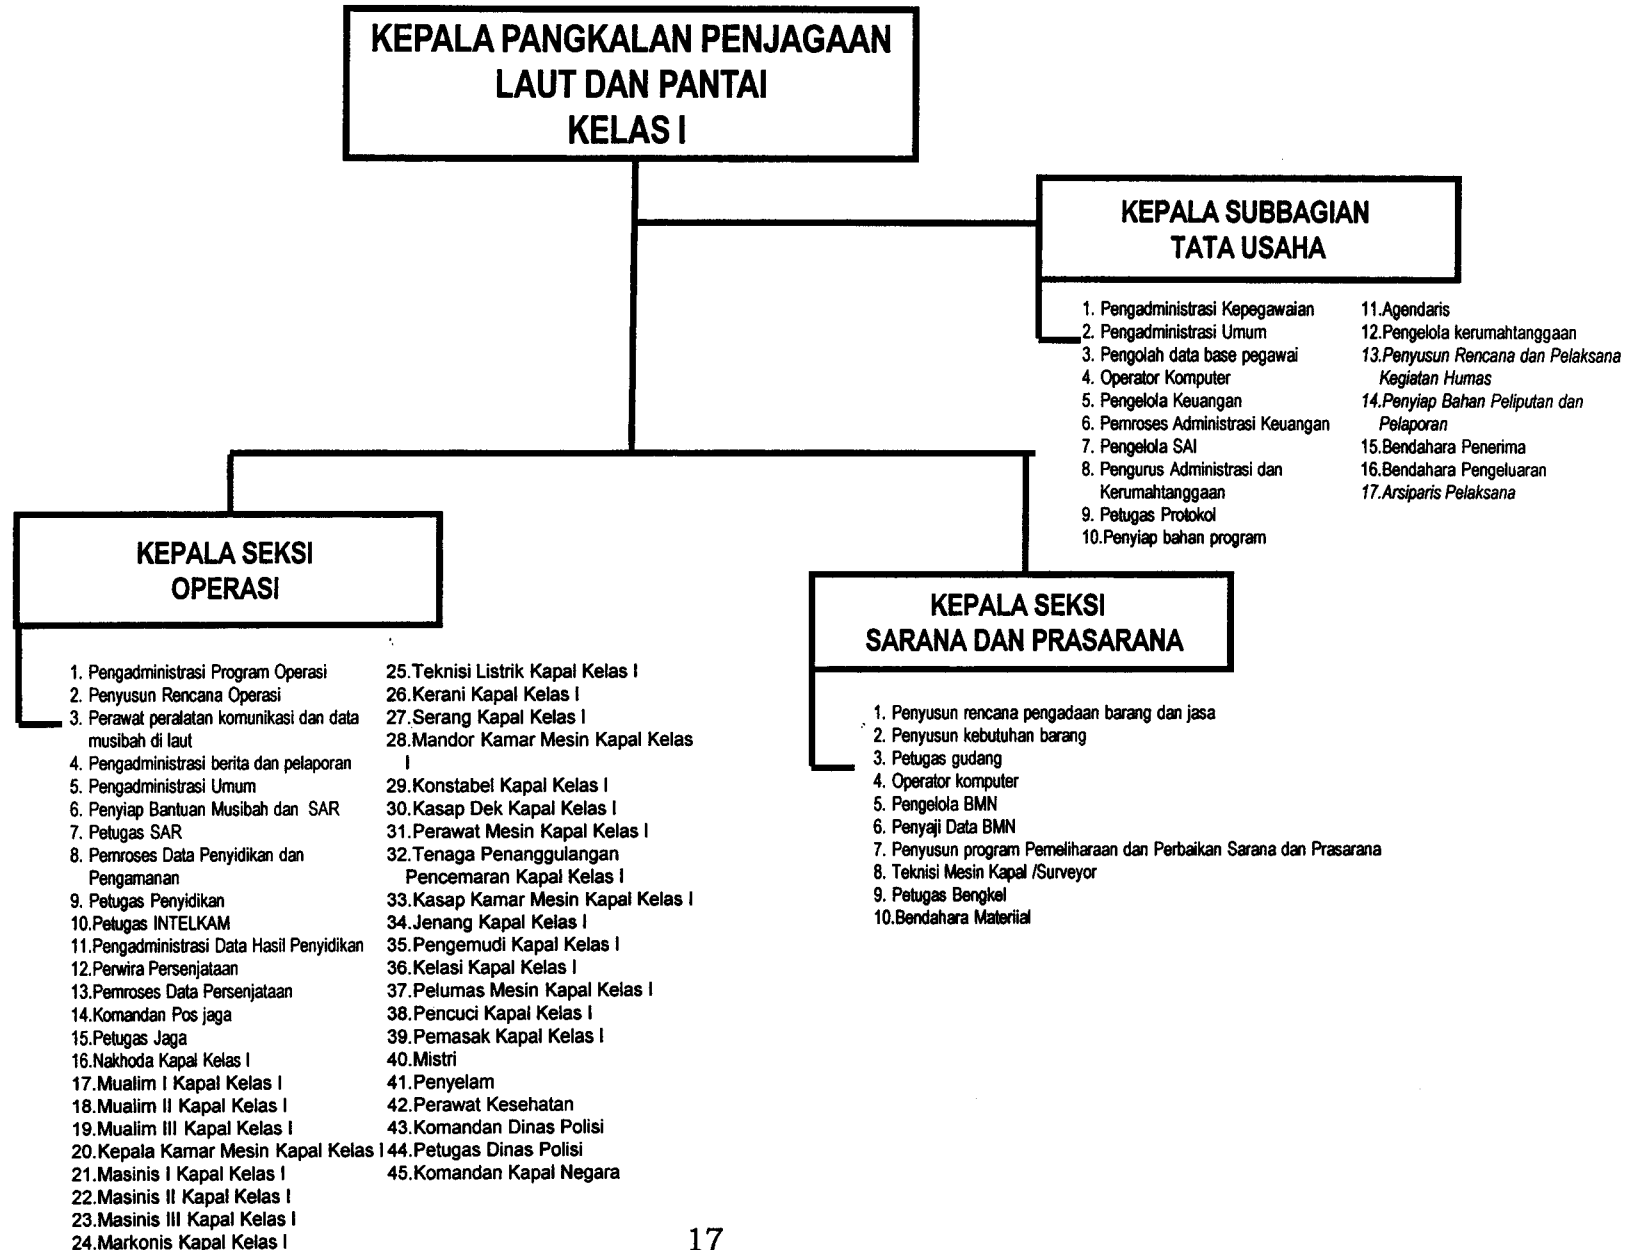 KEPALA PANGKALAN PENJAGAAN
LAUT DAN PANTAI
KELAS I
KEPALA SUBBAGIAN
TATA USAHA
1. Pengadministrasi Kepegawaian
2. Pengadministrasi Umum
3. Pengolah data base pegawai
4. Operator Komputer
5. Pengelola Keuangan
6. Pemroses Administrasi Keuangan
7. Pengelola SAI
8. Pengurus Administrasi dan
Kerumahtanggaan
9. Petugas Protokol
10.Penyiap bahan program
11.Agendaris
12.Pengelola kerumahtanggaan
13.Penyusun Rencana dan Pelaksana
Kegiatan Humas
14.Penyiap Bahan Peliputan dan
Pelaporan
15.Bendahara Penerima
16.Bendahara Pengeluaran
17.Arsiparis Pelaksana
KEPALA SEKSI
OPERASI
1. Pengadministrasi Program Operasi
2. Penyusun Rencana Operasi
3. Perawat peralatan komunikasi dan data
musibah di laut
4. Pengadministrasi berita dan pelaporan
5. Pengadministrasi Umum
6. Penyiap Bantuan Musibah dan SAR
7. Petugas SAR
8. Pemroses Data Penyidikan dan
Pengamanan
9. Petugas Penyidikan
10.Petugas INTELKAM
11.Pengadministrasi Data Hasil Penyidikan
12.Perwira Persenjataan
13.Pemroses Data Persenjataan
14.Komandan Pos jaga
15.Petugas Jaga
16.Nakhoda Kapal Kelas I
17.Mualim I Kapal Kelas I
18.Mualim II Kapal Kelas I
19.Mualim III Kapal Kelas I
20.Kepala Kamar Mesin Kapal Kelas I
21.Masinis I Kapal Kelas I
22.Masinis II Kapal Kelas I
23.Masinis III Kapal Kelas I
24.Markonis Kapal Kelas I
25.Teknisi Listrik Kapal Kelas I
26.Kerani Kapal Kelas I
27.Serang Kapal Kelas I
28.Mandor Kamar Mesin Kapal Kelas
I
29.Konstabel Kapal Kelas I
30.Kasap Dek Kapal Kelas I
31.Perawat Mesin Kapal Kelas I
32.Tenaga Penanggulangan
Pencemaran Kapal Kelas I
33.Kasap Kamar Mesin Kapal Kelas I
34.Jenang Kapal Kelas I
35.Pengemudi Kapal Kelas I
36.Kelasi Kapal Kelas I
37.Pelumas Mesin Kapal Kelas I
38.Pencuci Kapal Kelas I
39.Pemasak Kapal Kelas I
40.Mistri
41.Penyelam
42.Perawat Kesehatan
43.Komandan Dinas Polisi
44.Petugas Dinas Polisi
45.Komandan Kapal Negara
KEPALA SEKSI
SARANA DAN PRASARANA
1. Penyusun rencana pengadaan barang dan jasa
2. Penyusun kebutuhan barang
3. Petugas gudang
4. Operator komputer
5. Pengelola BMN
6. Penyaji Data BMN
7. Penyusun program Pemeliharaan dan Perbaikan Sarana dan Prasarana
8. Teknisi Mesin Kapal /Surveyor
9. Petugas Bengkel
10.Bendahara Materiial
17